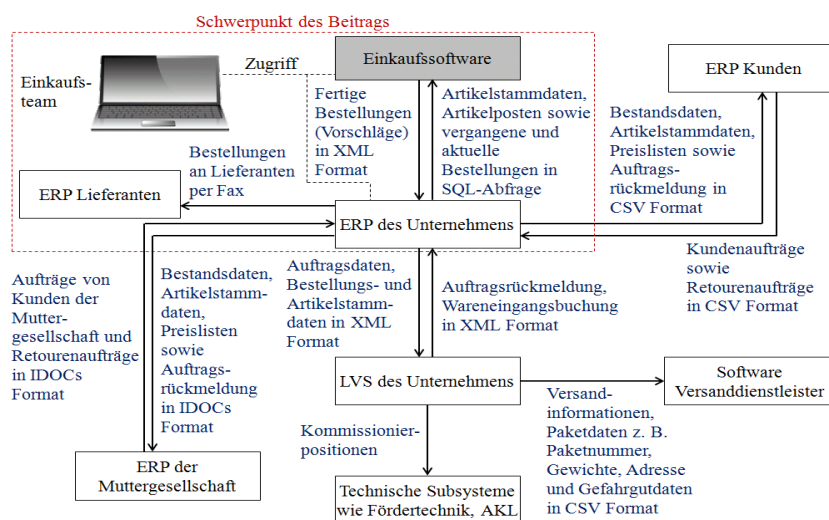 Schwerpunkt des Beitrags
Einkaufs-
team
Zugriff
Einkaufssoftware
ERP Kunden
Fertige
Bestellungen
(Vorschläge)
in XML
Format
Artikelstammdaten,
Artikelposten sowie
vergangene und
aktuelle
Bestellungen in
SQL-Abfrage
Bestandsdaten,
Artikelstammdaten,
Preislisten sowie
Auftrags-
rückmeldung in
CSV Format
Bestellungen
an Lieferanten
per Fax
ERP Lieferanten
ERP des Unternehmens
Kundenaufträge
sowie
Retourenaufträge
in CSV Format
Aufträge von
Kunden der
Mutter-
gesellschaft und
Retourenaufträge
in IDOCs
Format
Bestandsdaten,
Artikelstamm-
daten,
Preislisten
sowie
Auftrags-
rückmeldung
in IDOCs
Format
Auftragsdaten,
Bestellungs- und
Artikelstamm-
daten in XML
Format
Auftragsrückmeldung,
Wareneingangsbuchung
in XML Format
LVS des Unternehmens
Software
Versanddienstleister
Kommissionier-
positionen
Versand-
informationen,
Paketdaten z. B.
Paketnummer,
Gewichte, Adresse
und Gefahrgutdaten
in CSV Format
ERP der
Muttergesellschaft
Technische Subsysteme
wie Fördertechnik, AKL